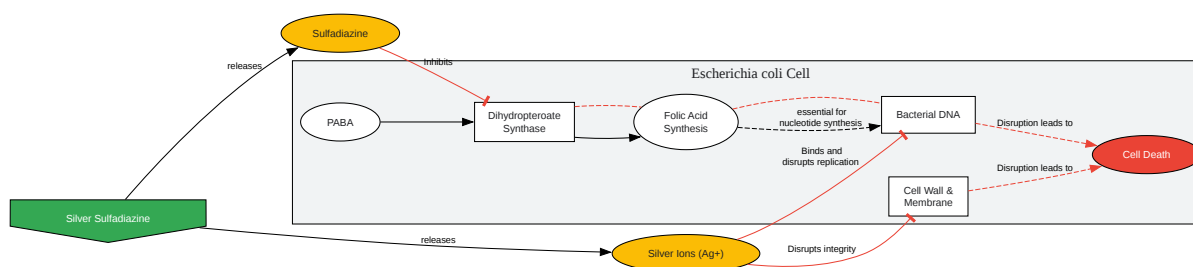 Sulfadiazine
releases
Inhibits
Escherichia coli Cell
PABA
Dihydropteroate
Synthase
Folic Acid
Synthesis
essential for
nucleotide synthesis
Bacterial DNA
Disruption leads to
Binds and
disrupts replication
Cell Death
Disruption leads to
Cell Wall &
Membrane
Silver Sulfadiazine
releases
Silver Ions (Ag+)
Disrupts integrity